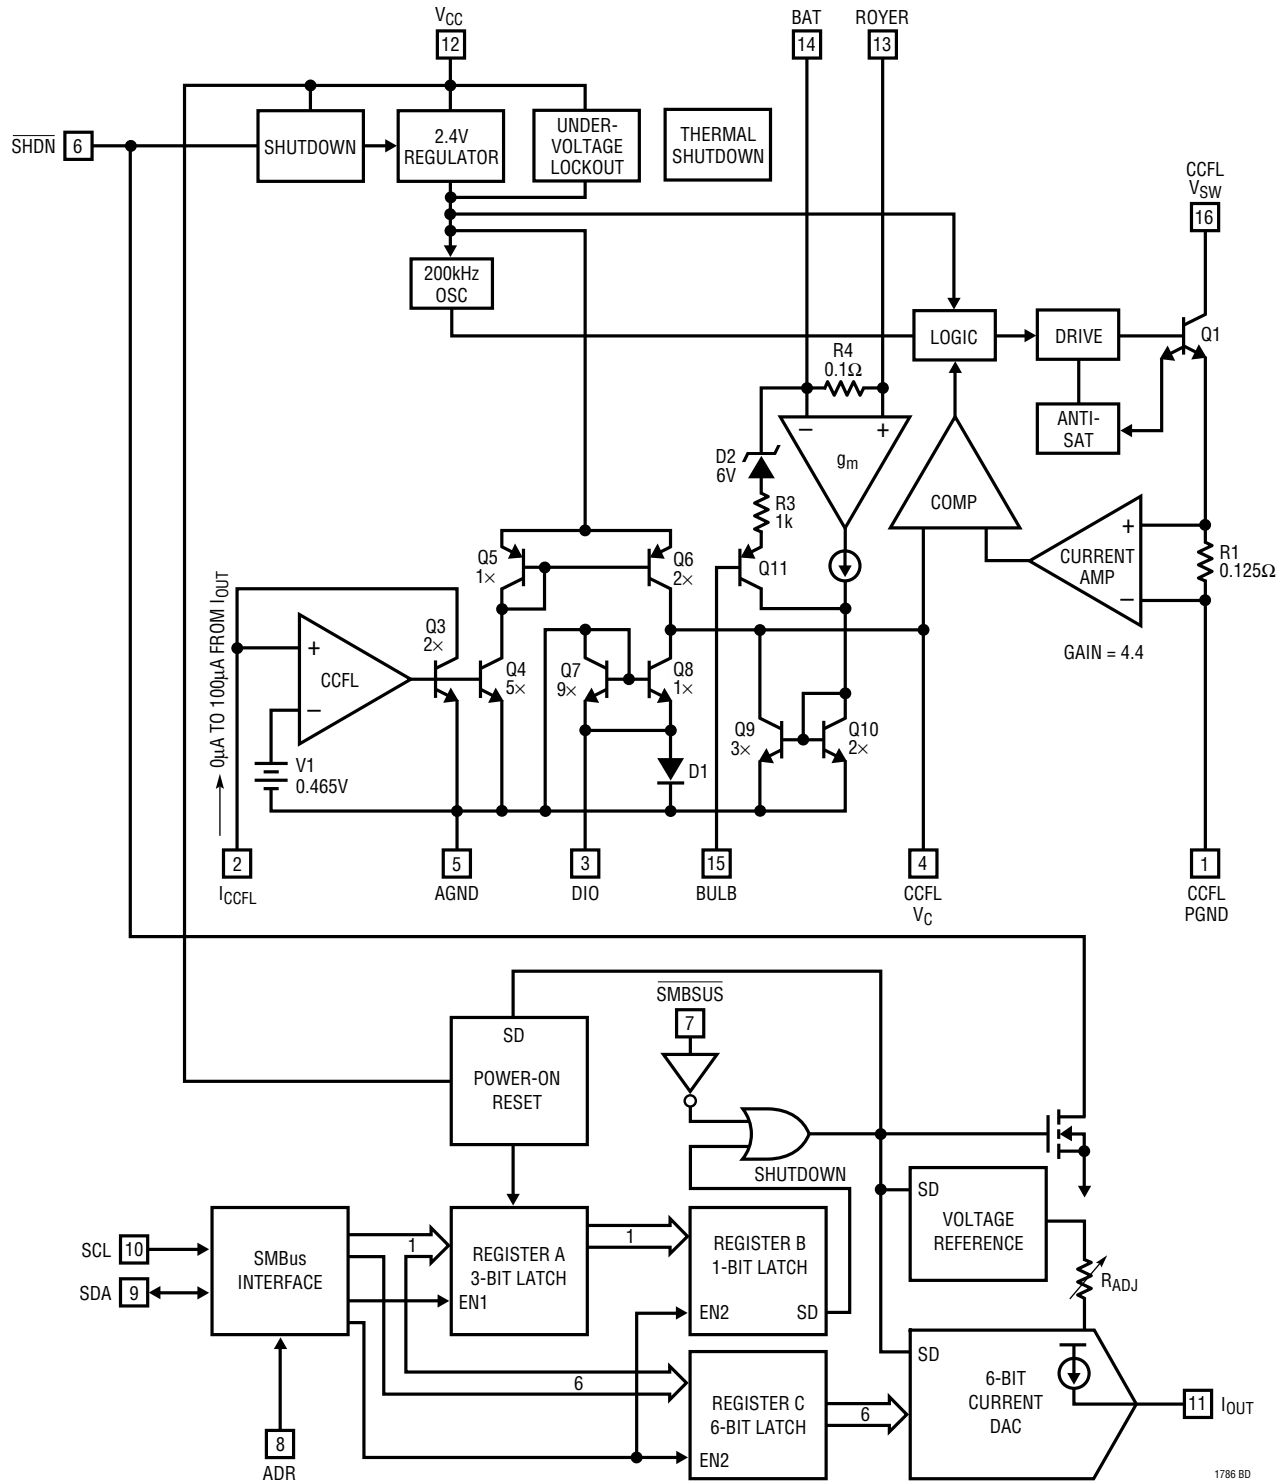 VCC
12
BAT
14
ROYER
13
SHDN
6
SHUTDOWN
2.4V
REGULATOR
UNDER-
VOLTAGE
LOCKOUT
THERMAL
SHUTDOWN
CCFL
VSW
16
200kHz
OSC
LOGIC
DRIVE
Q1
R4
0.1Ω
ANTI-
SAT
–
+
gm
D2
6V
R3
1k
COMP
+
CURRENT
AMP
–
R1
0.125Ω
GAIN = 4.4
Q5
1×
Q6
2×
Q11
0µA TO 100µA FROM IOUT
Q3
2×
+
CCFL
–
Q4
5×
Q7
9×
Q8
1×
Q9
3×
Q10
2×
V1
0.465V
D1
2
ICCFL
5
AGND
3
DIO
15
BULB
4
CCFL
VC
1
CCFL
PGND
SMBSUS
7
SD
POWER-ON
RESET
SHUTDOWN
SD
VOLTAGE
REFERENCE
RADJ
SCL
10
SDA
9
SMBus
INTERFACE
1
REGISTER A
3-BIT LATCH
EN1
1
REGISTER B
1-BIT LATCH
EN2
SD
6
REGISTER C
6-BIT LATCH
EN2
6
SD
6-BIT
CURRENT
DAC
11
IOUT
8
ADR
1786 BD